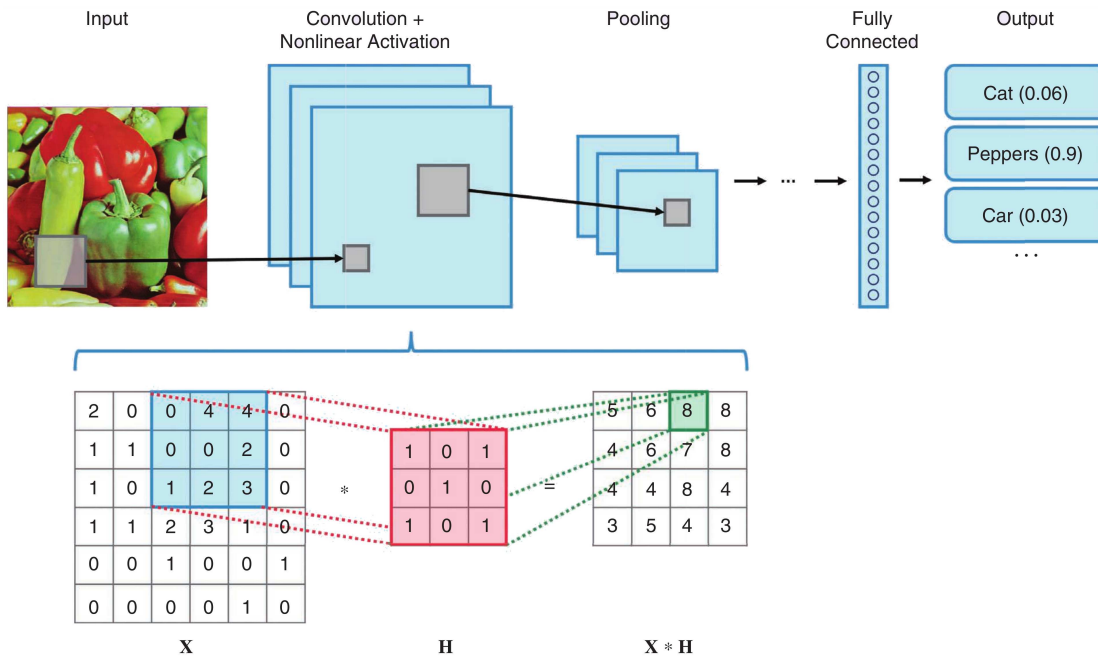 Input
Convolution +
Nonlinear Activation
Pooling
Fully
Connected
Output
Cat (0.06)
Peppers (0.9)
Car (0.03)
...
...
2 0 0 4 4 0
1 1 0 0 2 0
1 0 1 2 3 0
1 1 2 3 1 0
0 0 1 0 0 1
0 0 0 0 1 0
*
1 0 1
0 1 0
1 0 1
=
5 6 8 8
4 6 7 8
4 4 8 4
3 5 4 3
X
H
X * H